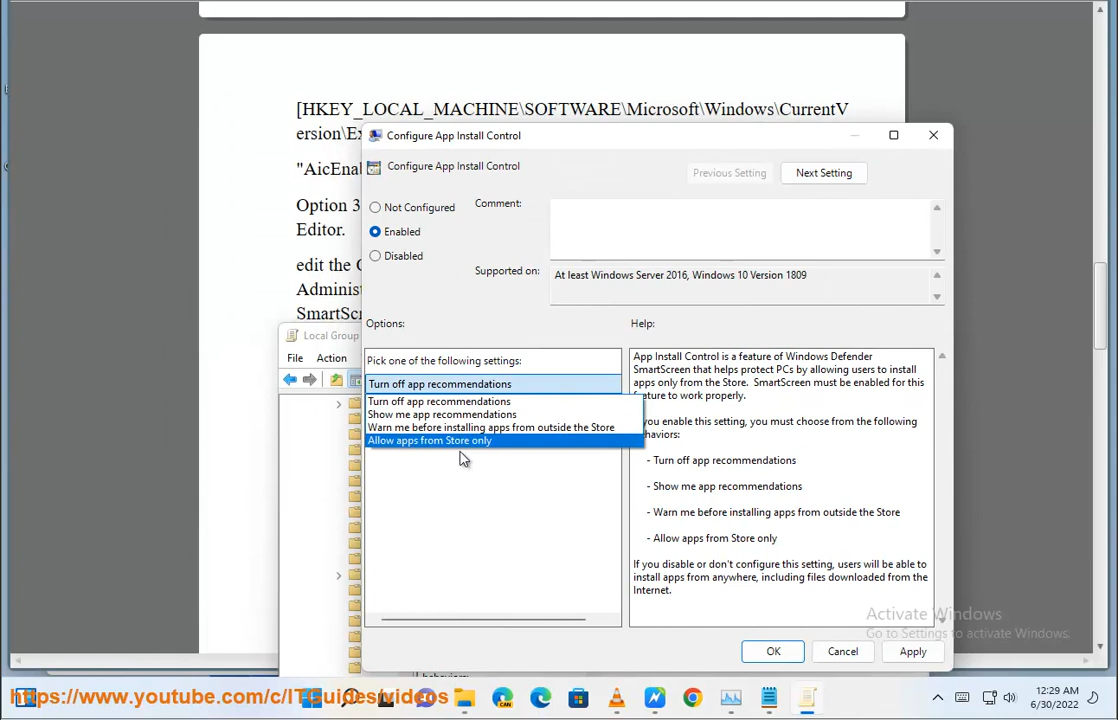 [HKEY_LOCAL_MACHINE\SOFTWARE\Microsoft\Windows\CurrentV
ersion\Ex
"AicEnab
Option 3
Editor.
edit the
Administ
SmartScr
Configure App Install Control
Configure App Install Control
Previous Setting
Next Setting
Not Configured
Enabled
Disabled
Comment:
Supported on:
At least Windows Server 2016, Windows 10 Version 1809
Options:
Help:
Pick one of the following settings:
Turn off app recommendations
Turn off app recommendations
Show me app recommendations
Warn me before installing apps from outside the Store
Allow apps from Store only
App Install Control is a feature of Windows Defender
SmartScreen that helps protect PCs by allowing users to install
apps only from the Store. SmartScreen must be enabled for this
feature to work properly.
you enable this setting, you must choose from the following
behaviors:
- Turn off app recommendations
- Show me app recommendations
- Warn me before installing apps from outside the Store
- Allow apps from Store only
If you disable or don't configure this setting, users will be able to
install apps from anywhere, including files downloaded from the
Internet.
OK
Cancel
Apply
Local Group
File
Action
Activate Windows
Go to Settings to activate Windows.
https://www.youtube.com/c/ITGuides/videos
12:29 AM
6/30/2022